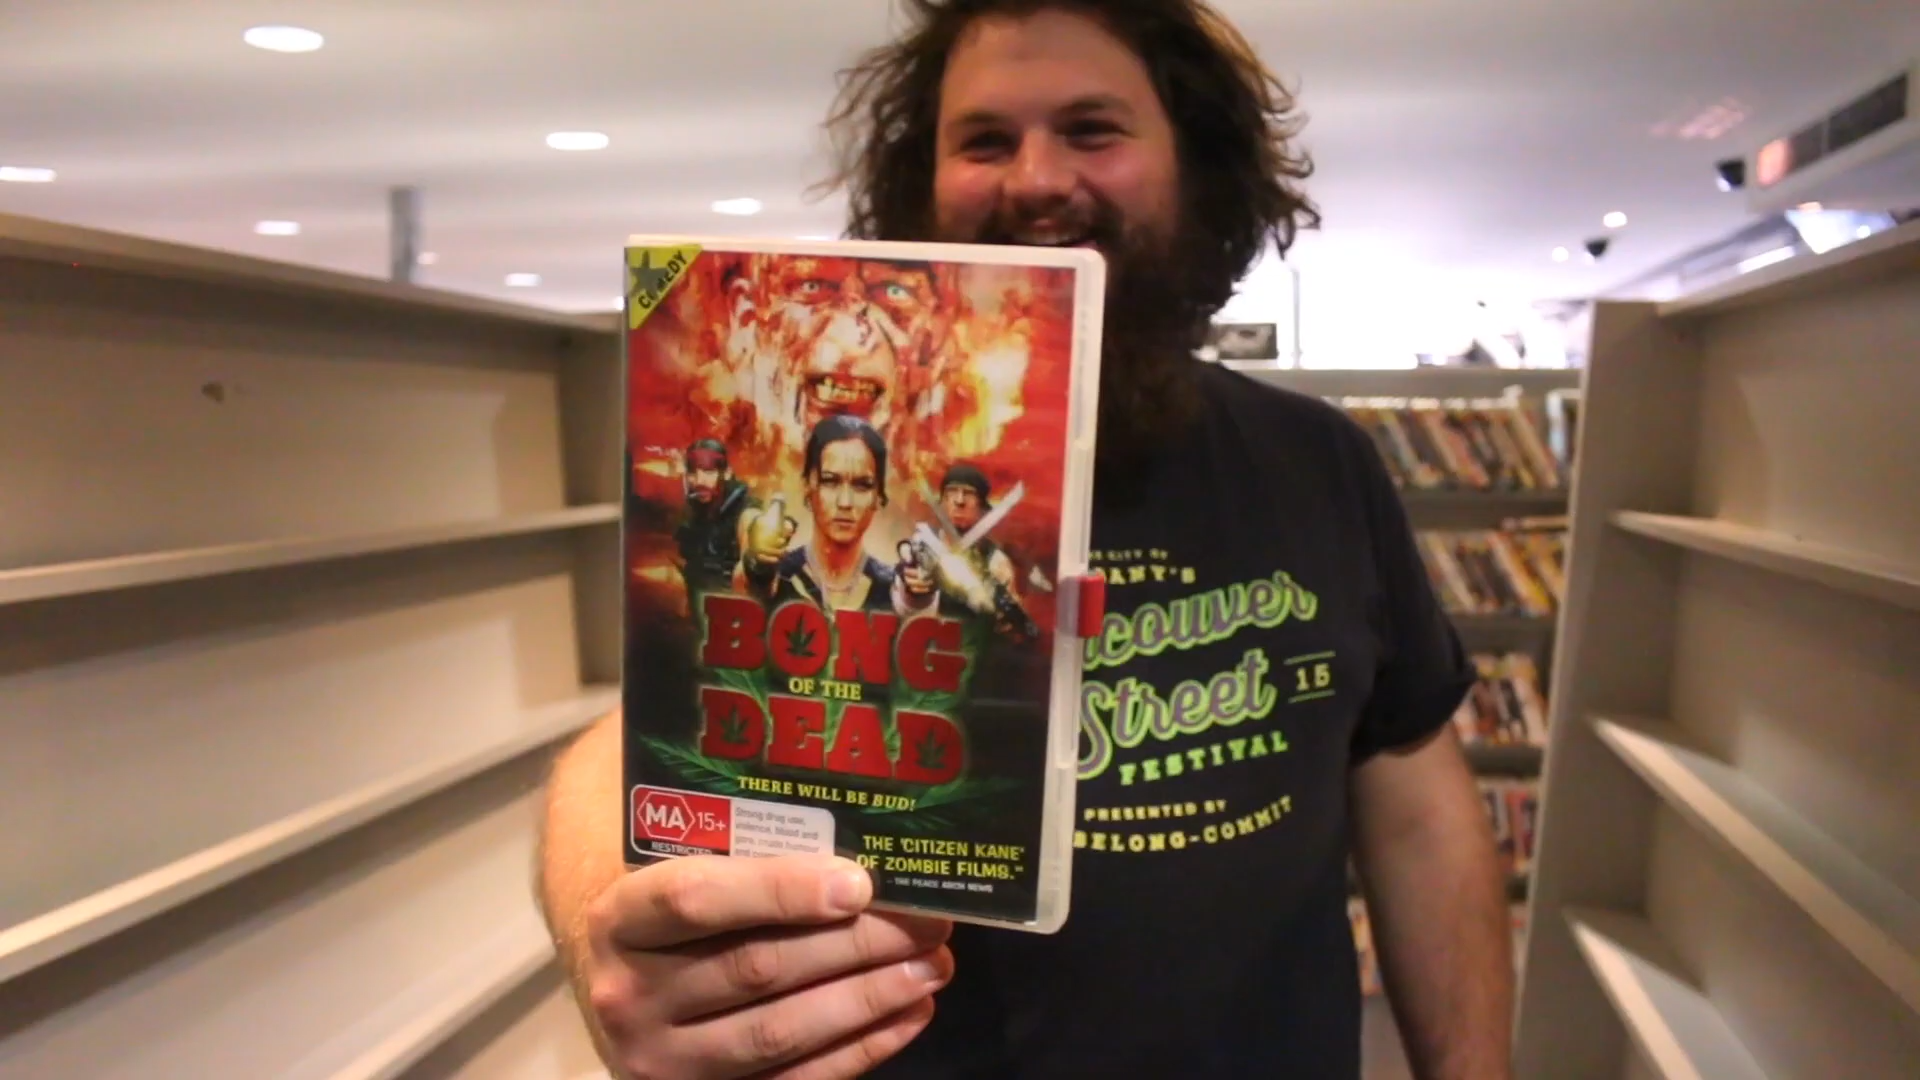 COMEDY
BONG
OF THE
DEAD
THERE WILL BE BUD!
MA 15+
RESTRICTED
Strong drug use,
violence, blood and
gore, crude humour
THE 'CITIZEN KANE'
OF ZOMBIE FILMS."
- THE PEACE ARCH NEWS
CITY OF
ANY'S
couver
Street 15
FESTIVAL
PRESENTED BY
BELONG-COMMIT